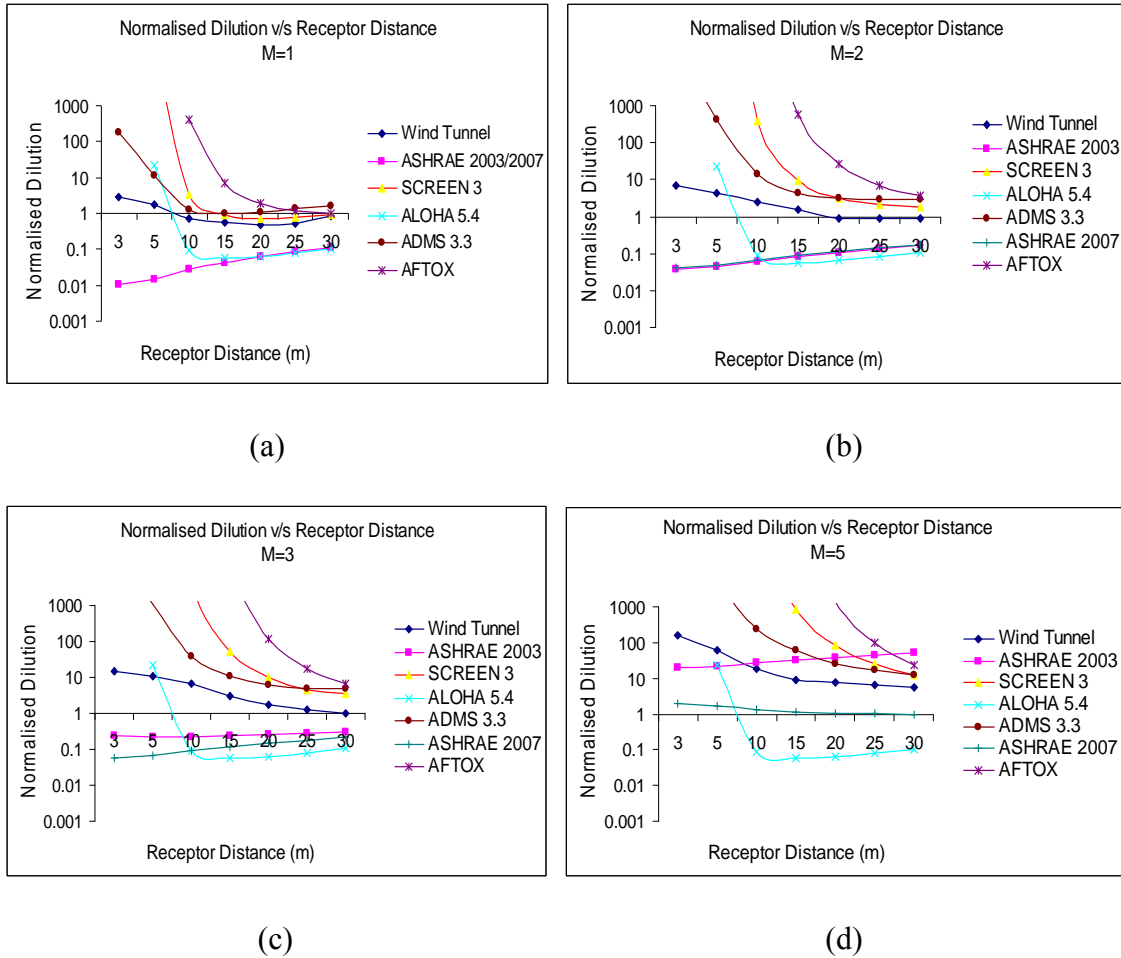 Normalised Dilution v/s Receptor Distance
M=1
Normalised Dilution
1000
100
10
1
0.1
0.01
0.001
3 5 10 15 20 25 30
Receptor Distance (m)
Wind Tunnel
ASHRAE 2003/2007
SCREEN 3
ALOHA 5.4
ADMS 3.3
AFTOX
(a)
Normalised Dilution v/s Receptor Distance
M=2
Normalised Dilution
1000
100
10
1
0.1
0.01
0.001
3 5 10 15 20 25 30
Receptor Distance (m)
Wind Tunnel
ASHRAE 2003
SCREEN 3
ALOHA 5.4
ADMS 3.3
ASHRAE 2007
AFTOX
(b)
Normalised Dilution v/s Receptor Distance
M=3
Normalised Dilution
1000
100
10
1
0.1
0.01
0.001
3 5 10 15 20 25 30
Receptor Distance (m)
Wind Tunnel
ASHRAE 2003
SCREEN 3
ALOHA 5.4
ADMS 3.3
ASHRAE 2007
AFTOX
(c)
Normalised Dilution v/s Receptor Distance
M=5
Normalised Dilution
1000
100
10
1
0.1
0.01
0.001
3 5 10 15 20 25 30
Receptor Distance (m)
Wind Tunnel
ASHRAE 2003
SCREEN 3
ALOHA 5.4
ADMS 3.3
ASHRAE 2007
AFTOX
(d)